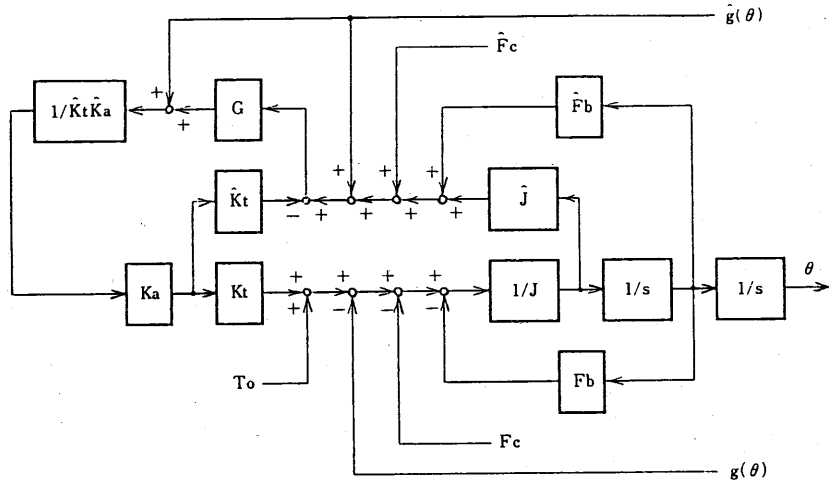 ĝ(θ)
F̂c
+
1/K̂tK̂a
+
G
F̂b
+
+
+
K̂t
−
+
+
+
+
Ĵ
Ka
Kt
+
+
+
−
+
−
+
−
1/J
1/s
1/s
θ
To
Fb
Fc
g(θ)